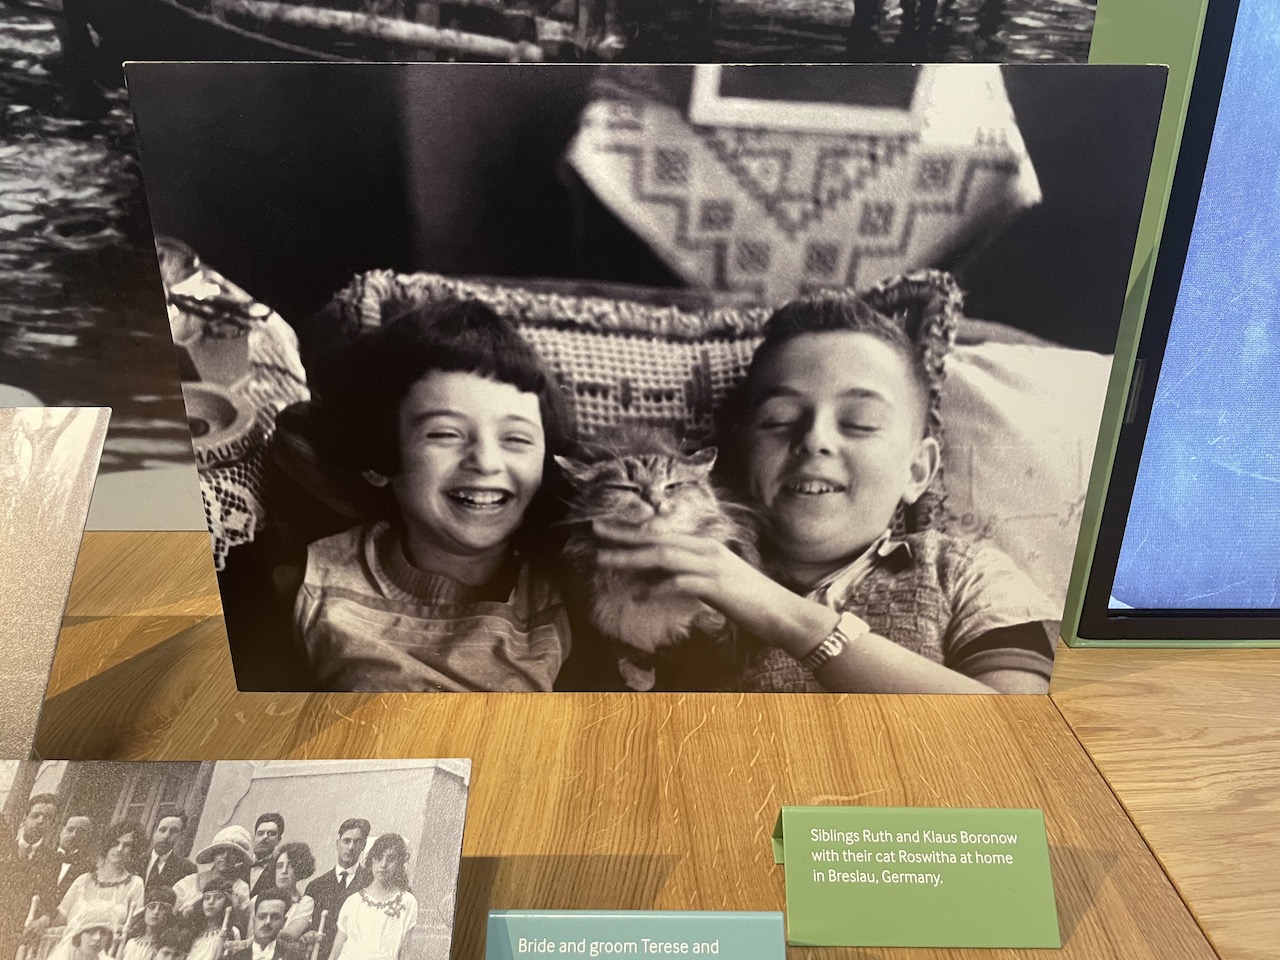 HAUS
Siblings Ruth and Klaus Boronow
with their cat Roswitha at home
in Breslau, Germany.
Bride and groom Terese and